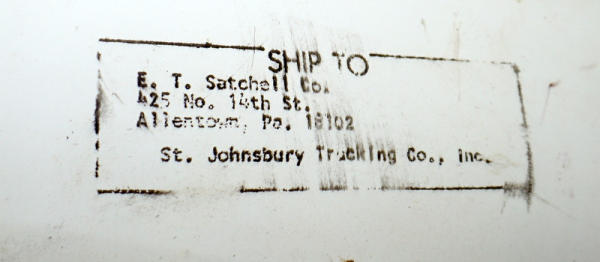 SHIP TO
E. T. Satchell Co.
425 No. 14th St.
Allentown, Pa. 18102
St. Johnsbury Trucking Co., Inc.